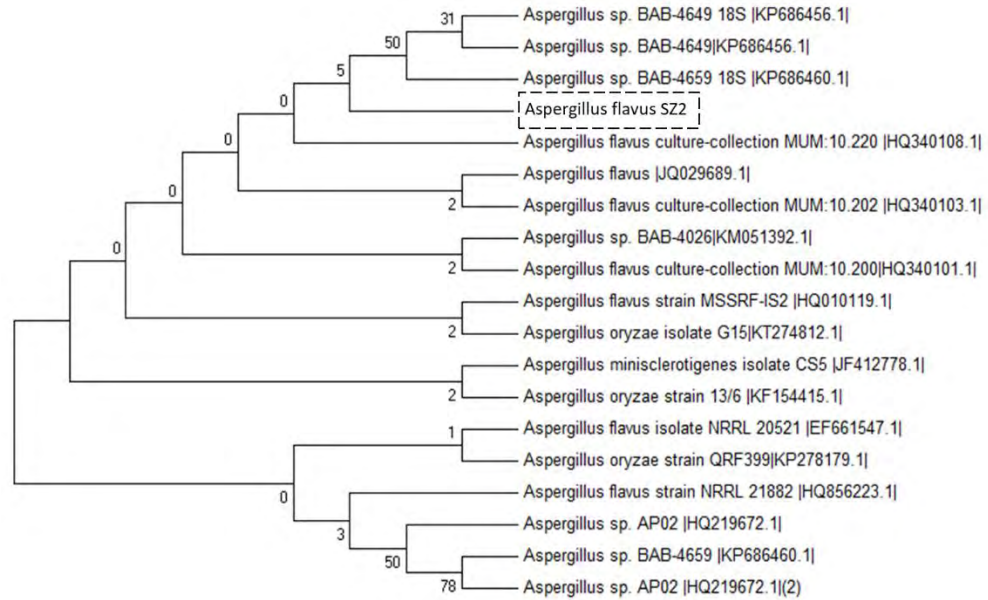 31
Aspergillus sp. BAB-4649 18S |KP686456.1|
50
Aspergillus sp. BAB-4649|KP686456.1|
5
Aspergillus sp. BAB-4659 18S |KP686460.1|
0
Aspergillus flavus SZ2
0
Aspergillus flavus culture-collection MUM:10.220 |HQ340108.1|
0
Aspergillus flavus |JQ029689.1|
2
Aspergillus flavus culture-collection MUM:10.202 |HQ340103.1|
0
Aspergillus sp. BAB-4026|KM051392.1|
2
Aspergillus flavus culture-collection MUM:10.200|HQ340101.1|
Aspergillus flavus strain MSSRF-IS2 |HQ010119.1|
2
Aspergillus oryzae isolate G15|KT274812.1|
Aspergillus minisclerotigenes isolate CS5 |JF412778.1|
2
Aspergillus oryzae strain 13/6 |KF154415.1|
1
Aspergillus flavus isolate NRRL 20521 |EF661547.1|
Aspergillus oryzae strain QRF399|KP278179.1|
0
Aspergillus flavus strain NRRL 21882 |HQ856223.1|
3
Aspergillus sp. AP02 |HQ219672.1|
50
Aspergillus sp. BAB-4659 |KP686460.1|
78
Aspergillus sp. AP02 |HQ219672.1|(2)